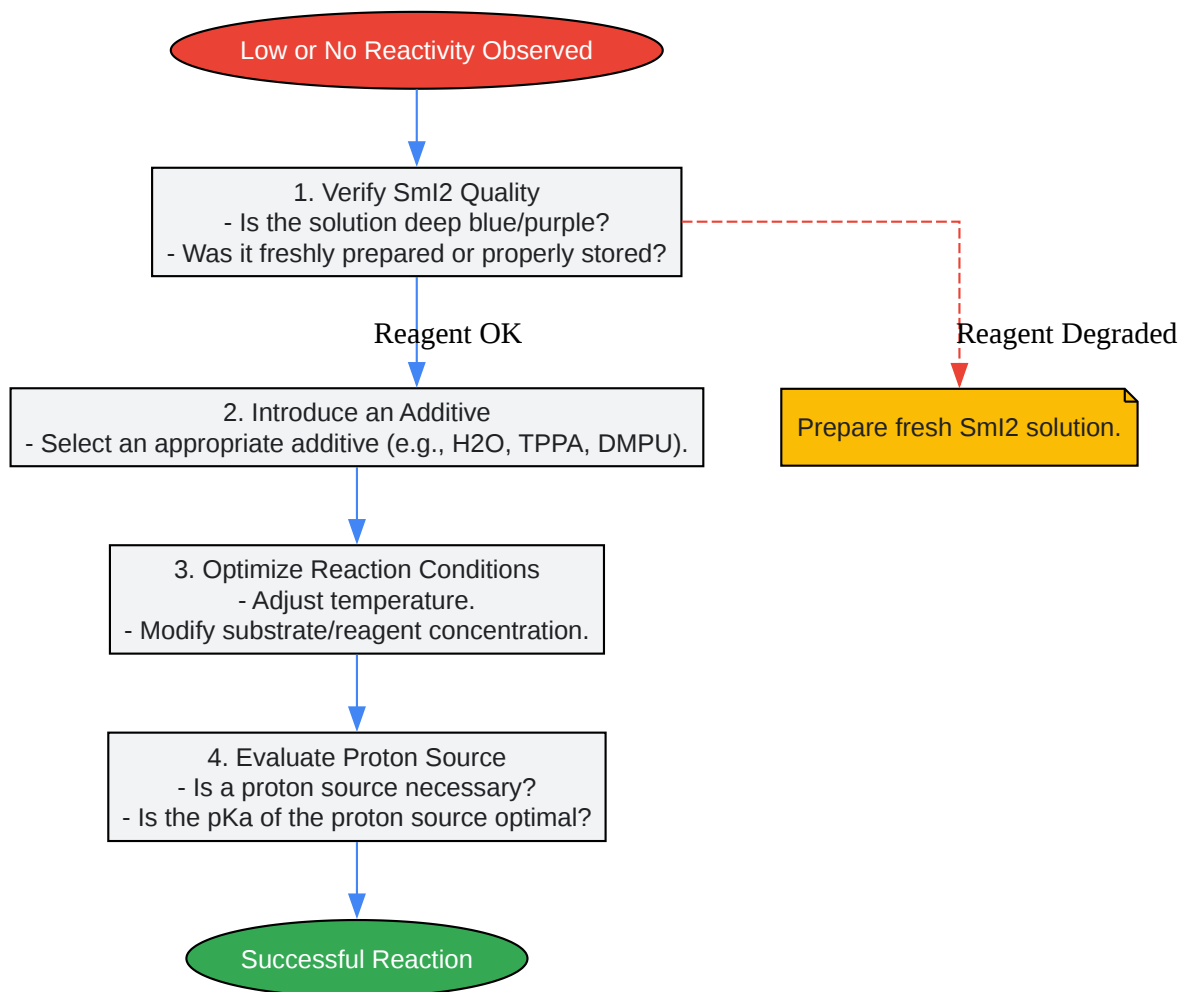 Low or No Reactivity Observed
1. Verify SmI2 Quality
- Is the solution deep blue/purple?
- Was it freshly prepared or properly stored?
Reagent OK
Reagent Degraded
2. Introduce an Additive
- Select an appropriate additive (e.g., H2O, TPPA, DMPU).
Prepare fresh SmI2 solution.
3. Optimize Reaction Conditions
- Adjust temperature.
- Modify substrate/reagent concentration.
4. Evaluate Proton Source
- Is a proton source necessary?
- Is the pKa of the proton source optimal?
Successful Reaction